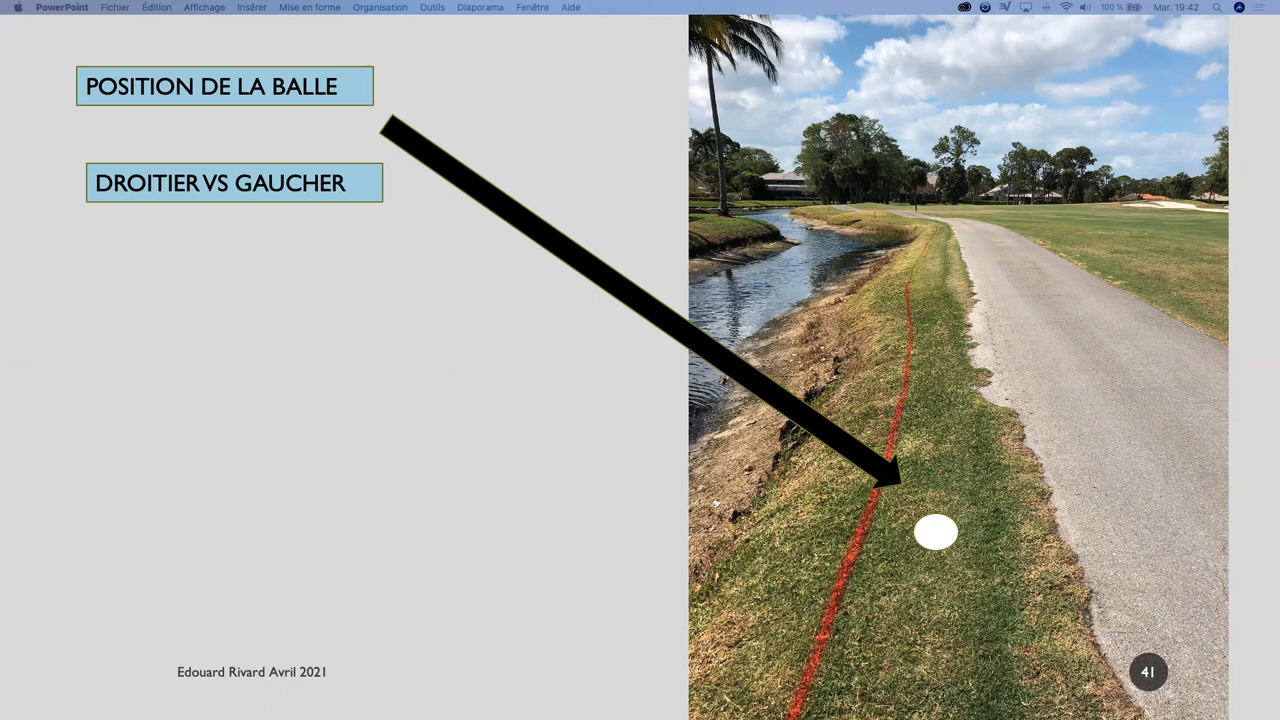 PowerPoint Fichier Édition Affichage Insérer Mise en forme Organisation Outils Diaporama Fenêtre Aide 100 % Mar. 19:42
POSITION DE LA BALLE
DROITIER VS GAUCHER
Edouard Rivard Avril 2021
41